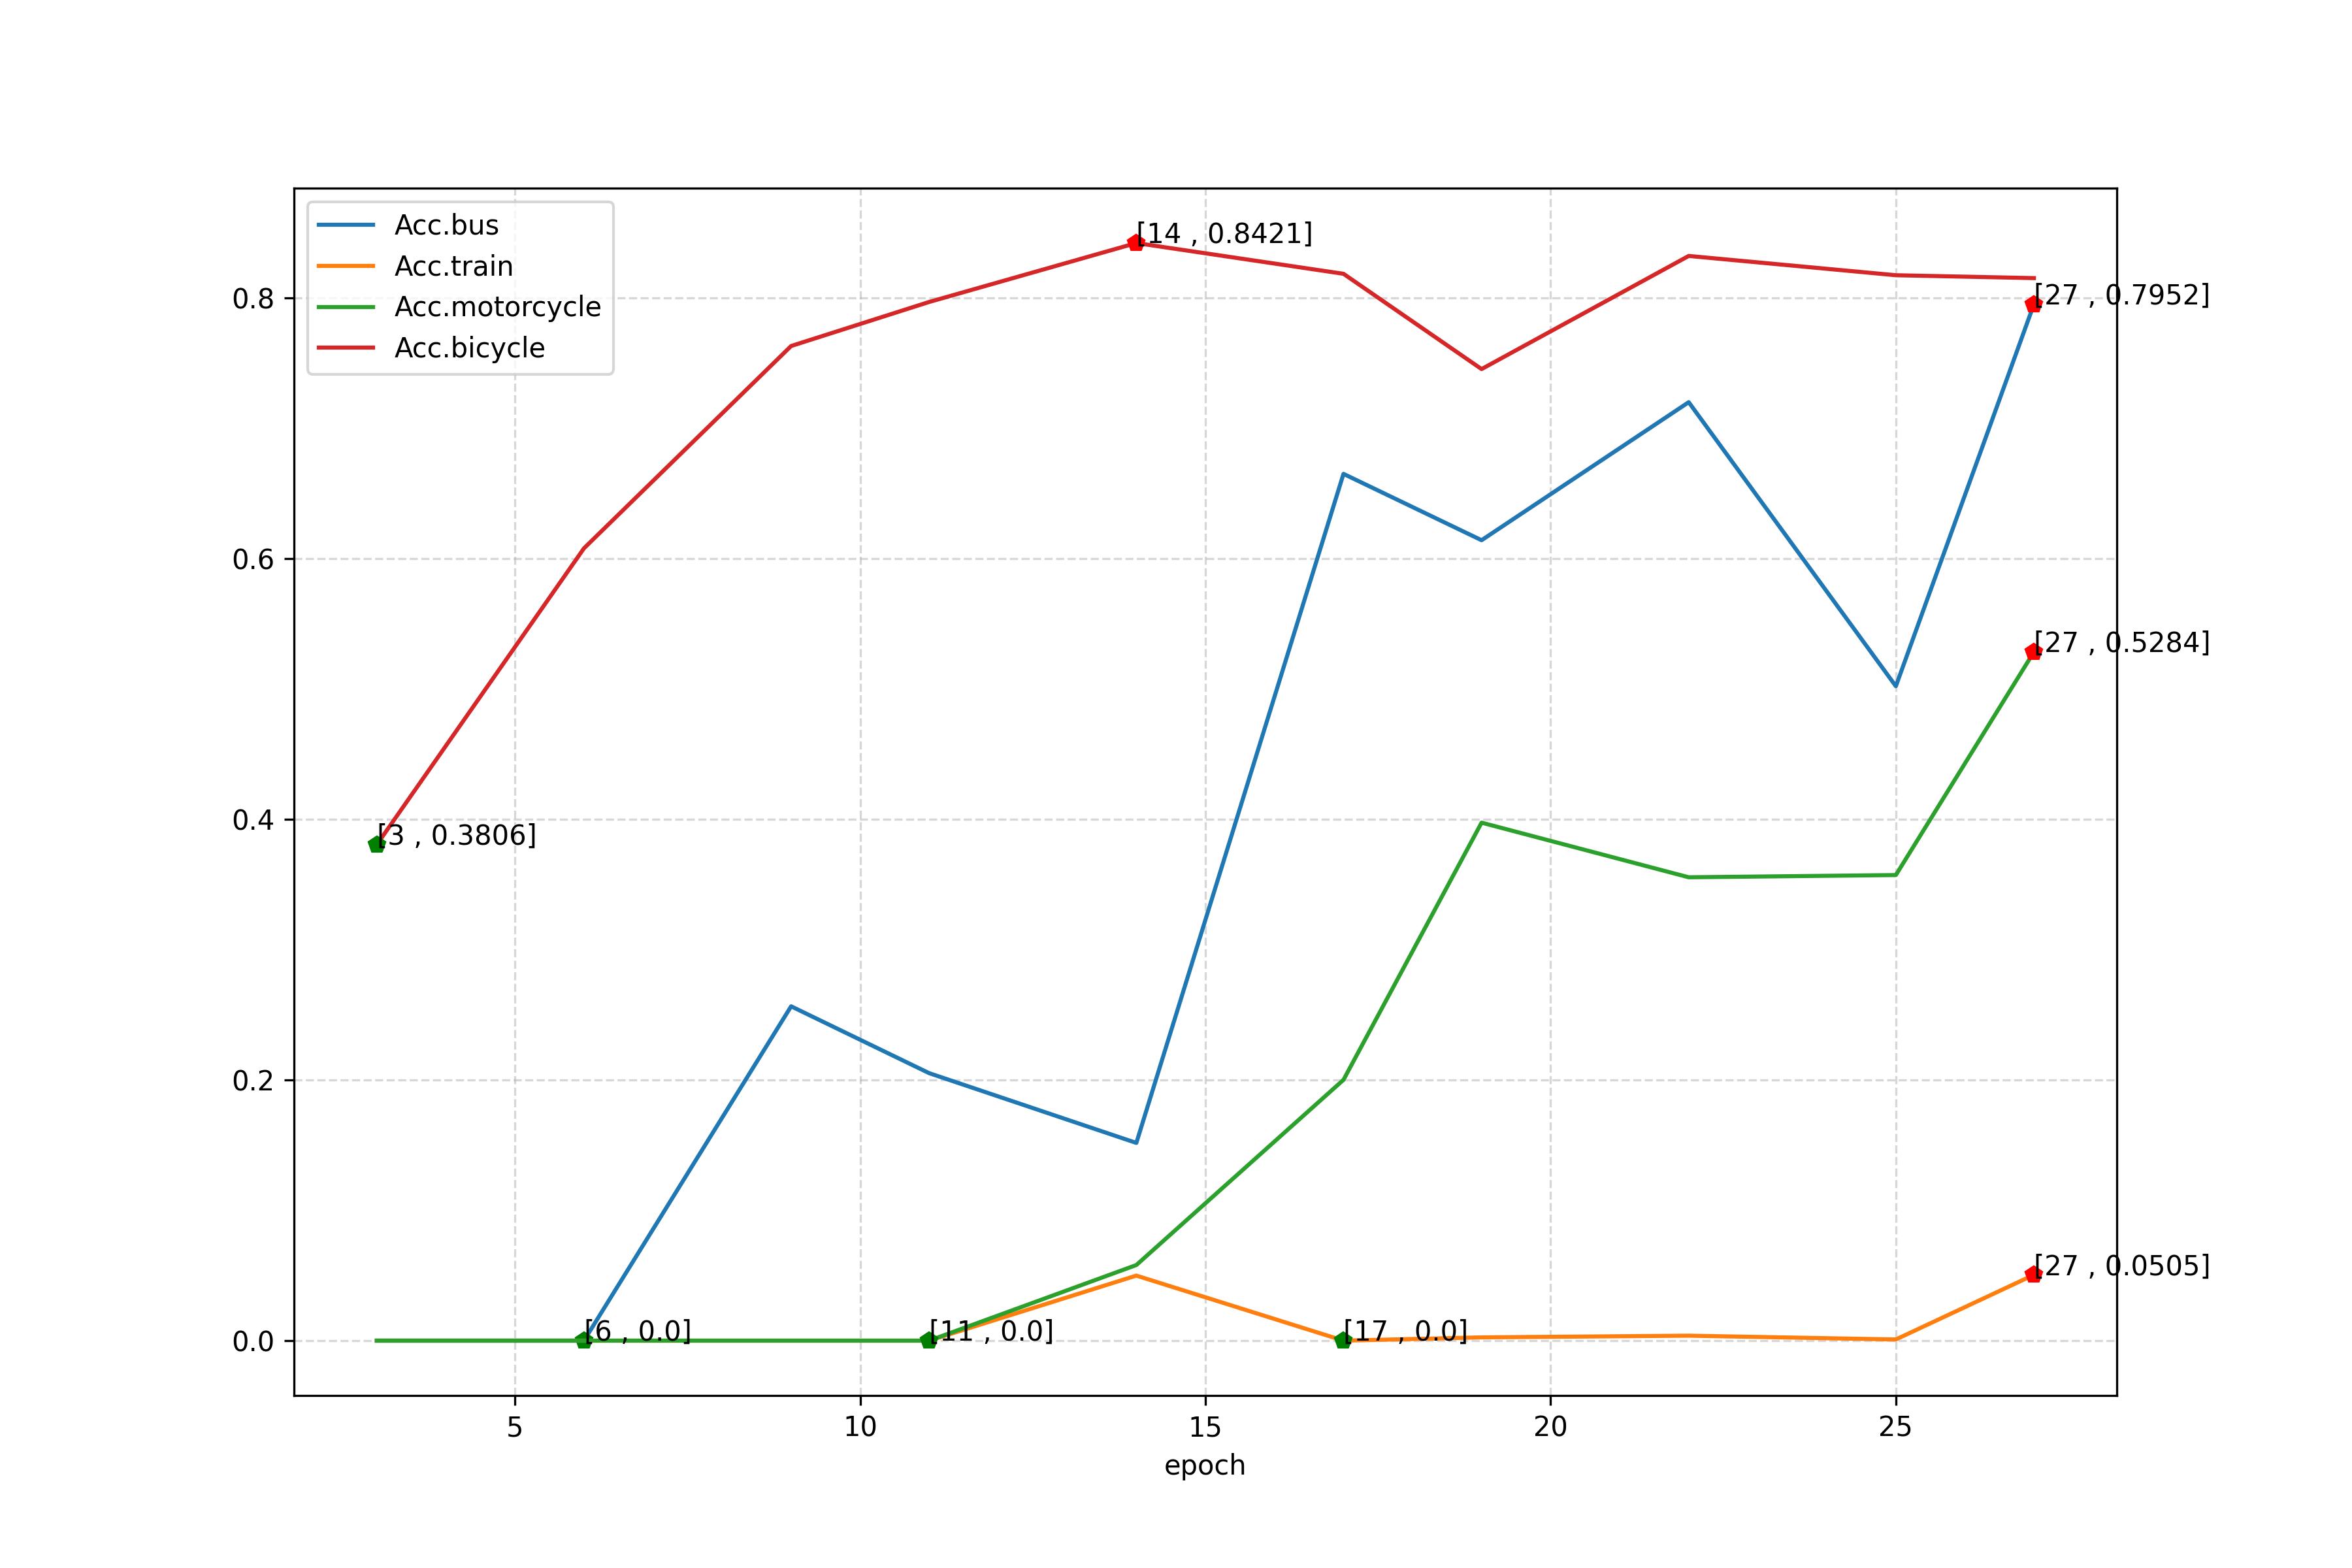 Acc.bus
Acc.train
Acc.motorcycle
Acc.bicycle
[14 , 0.8421]
[27 , 0.7952]
[27 , 0.5284]
[3 , 0.3806]
[27 , 0.0505]
[6 , 0.0]
[11 , 0.0]
[17 , 0.0]
0.8
0.6
0.4
0.2
0.0
5 10 15 20 25
epoch